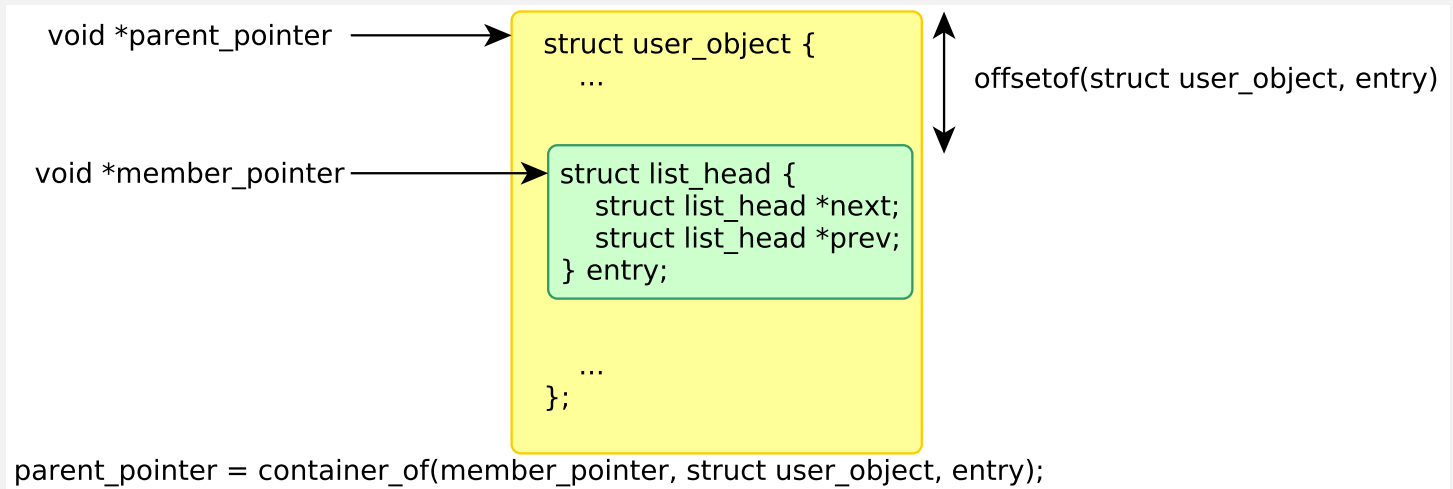 void *parent_pointer
struct user_object {
...
offsetof(struct user_object, entry)
void *member_pointer
struct list_head {
struct list_head *next;
struct list_head *prev;
} entry;
...
};
parent_pointer = container_of(member_pointer, struct user_object, entry);